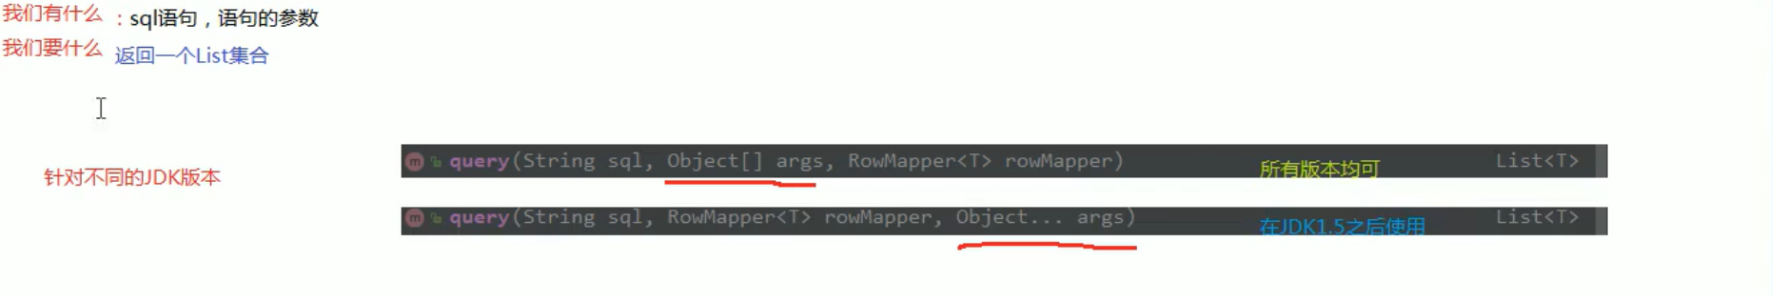 我们有什么 : sql语句，语句的参数
我们要什么 返回一个List集合
m query(String sql, Object[] args, RowMapper<T> rowMapper) 所有版本均可 List<T>
针对不同的JDK版本
m query(String sql, RowMapper<T> rowMapper, Object... args) 在JDK1.5之后使用 List<T>